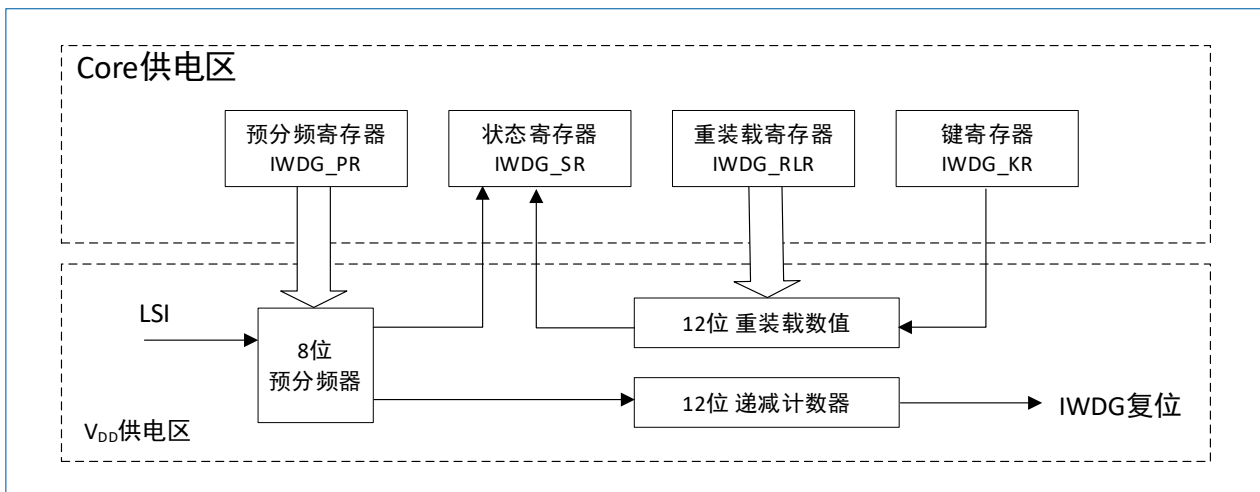 Core供电区
预分频寄存器
IWDG_PR
状态寄存器
IWDG_SR
重装载寄存器
IWDG_RLR
键寄存器
IWDG_KR
LSI
8位
预分频器
12位 重装载数值
12位 递减计数器
IWDG复位
VDD供电区